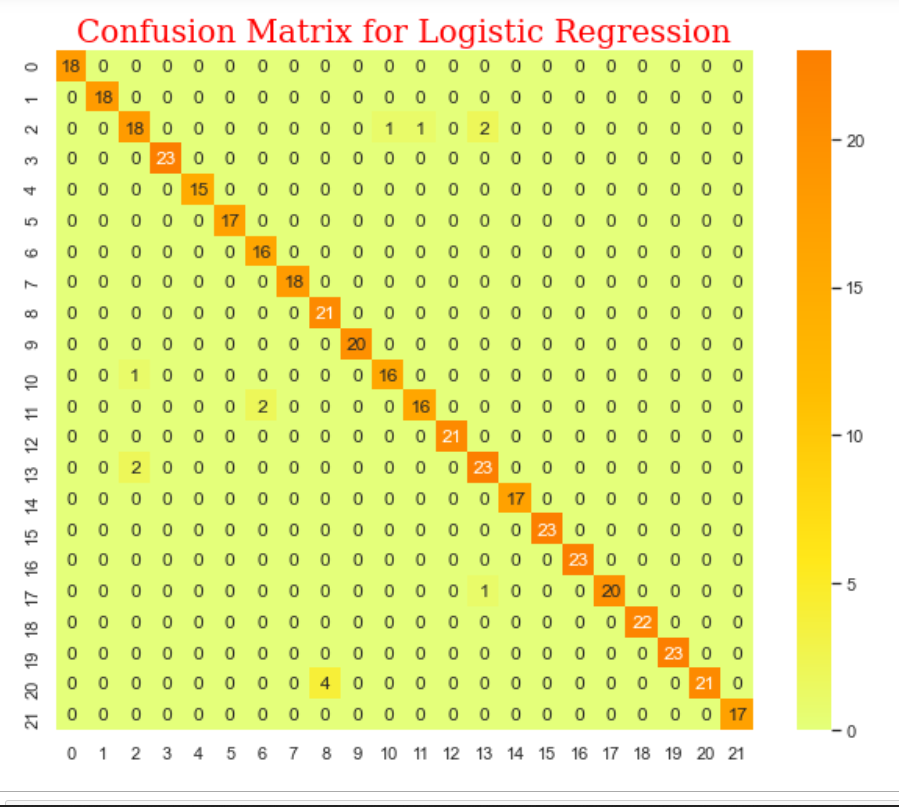 Confusion Matrix for Logistic Regression
0 18 0 0 0 0 0 0 0 0 0 0 0 0 0 0 0 0 0 0 0 0 0
1 0 18 0 0 0 0 0 0 0 0 0 0 0 0 0 0 0 0 0 0 0 0
2 0 0 18 0 0 0 0 0 0 0 1 1 0 2 0 0 0 0 0 0 0 0
3 0 0 0 23 0 0 0 0 0 0 0 0 0 0 0 0 0 0 0 0 0 0
4 0 0 0 0 15 0 0 0 0 0 0 0 0 0 0 0 0 0 0 0 0 0
5 0 0 0 0 0 17 0 0 0 0 0 0 0 0 0 0 0 0 0 0 0 0
6 0 0 0 0 0 0 16 0 0 0 0 0 0 0 0 0 0 0 0 0 0 0
7 0 0 0 0 0 0 0 18 0 0 0 0 0 0 0 0 0 0 0 0 0 0
8 0 0 0 0 0 0 0 0 21 0 0 0 0 0 0 0 0 0 0 0 0 0
9 0 0 0 0 0 0 0 0 0 20 0 0 0 0 0 0 0 0 0 0 0 0
10 0 0 1 0 0 0 0 0 0 0 16 0 0 0 0 0 0 0 0 0 0 0
11 0 0 0 0 0 0 2 0 0 0 0 16 0 0 0 0 0 0 0 0 0 0
12 0 0 0 0 0 0 0 0 0 0 0 0 21 0 0 0 0 0 0 0 0 0
13 0 0 2 0 0 0 0 0 0 0 0 0 0 23 0 0 0 0 0 0 0 0
14 0 0 0 0 0 0 0 0 0 0 0 0 0 0 17 0 0 0 0 0 0 0
15 0 0 0 0 0 0 0 0 0 0 0 0 0 0 0 23 0 0 0 0 0 0
16 0 0 0 0 0 0 0 0 0 0 0 0 0 0 0 0 23 0 0 0 0 0
17 0 0 0 0 0 0 0 0 0 0 0 0 0 1 0 0 0 20 0 0 0 0
18 0 0 0 0 0 0 0 0 0 0 0 0 0 0 0 0 0 0 22 0 0 0
19 0 0 0 0 0 0 0 0 0 0 0 0 0 0 0 0 0 0 0 23 0 0
20 0 0 0 0 0 0 0 0 4 0 0 0 0 0 0 0 0 0 0 0 21 0
21 0 0 0 0 0 0 0 0 0 0 0 0 0 0 0 0 0 0 0 0 0 17
0 1 2 3 4 5 6 7 8 9 10 11 12 13 14 15 16 17 18 19 20 21
20
15
10
5
0